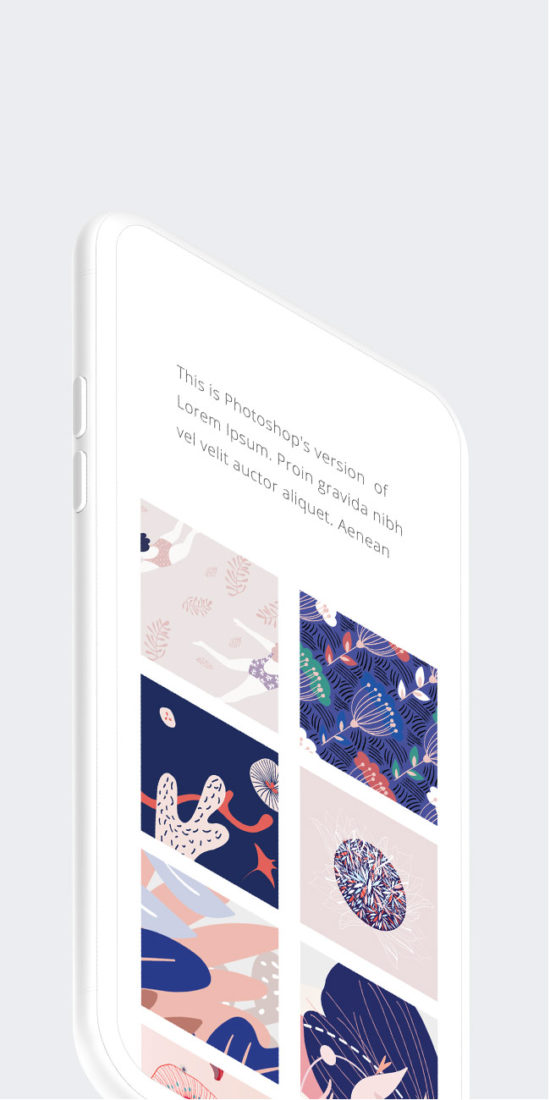 This is Photoshop's version of
Lorem Ipsum. Proin gravida nibh
vel velit auctor aliquet. Aenean